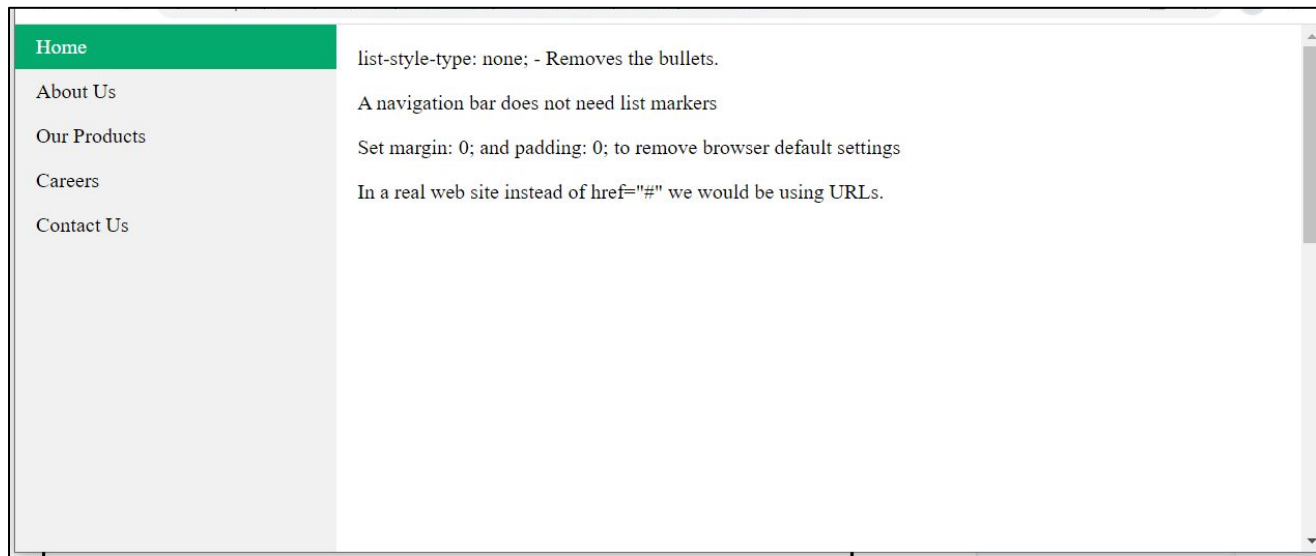 Home
About Us
Our Products
Careers
Contact Us
list-style-type: none; - Removes the bullets.
A navigation bar does not need list markers
Set margin: 0; and padding: 0; to remove browser default settings
In a real web site instead of href="#" we would be using URLs.